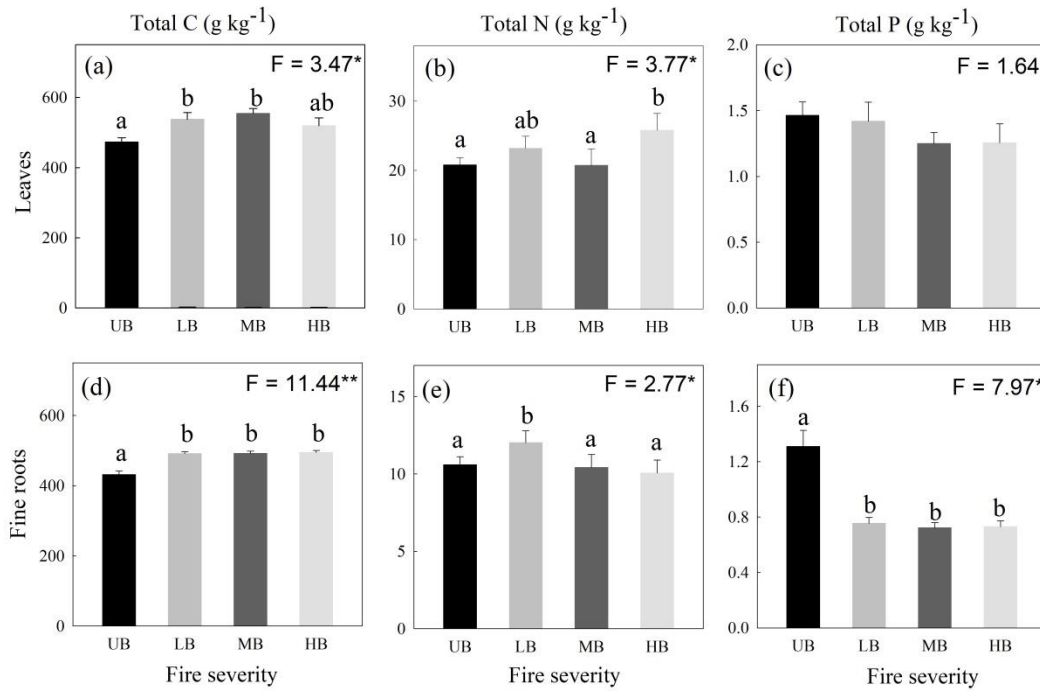 Total C (g kg⁻¹)
Total N (g kg⁻¹)
Total P (g kg⁻¹)
Leaves
(a)
F = 3.47*
600
400
200
0
a
b
b
ab
UB LB MB HB
(b)
F = 3.77*
30
20
10
0
a
ab
a
b
UB LB MB HB
(c)
F = 1.64
2.0
1.5
1.0
0.5
0.0
UB LB MB HB
Fine roots
(d)
F = 11.44**
600
400
200
0
a
b
b
b
UB LB MB HB
Fire severity
(e)
F = 2.77*
15
10
5
0
a
b
a
a
UB LB MB HB
Fire severity
(f)
F = 7.97*
1.6
1.2
0.8
0.4
0.0
a
b
b
b
UB LB MB HB
Fire severity